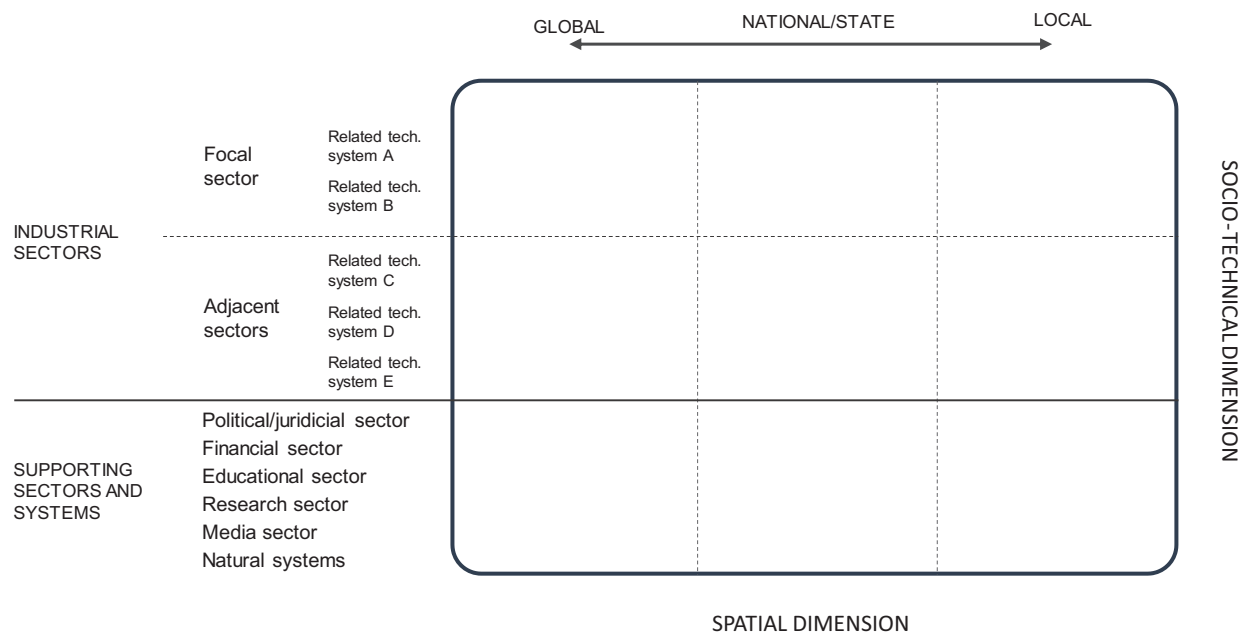 GLOBAL
NATIONAL/STATE
LOCAL
INDUSTRIAL
SECTORS
Focal
sector
Related tech.
system A
Related tech.
system B
Adjacent
sectors
Related tech.
system C
Related tech.
system D
Related tech.
system E
SUPPORTING
SECTORS AND
SYSTEMS
Political/juridicial sector
Financial sector
Educational sector
Research sector
Media sector
Natural systems
SOCIO-TECHNICAL DIMENSION
SPATIAL DIMENSION